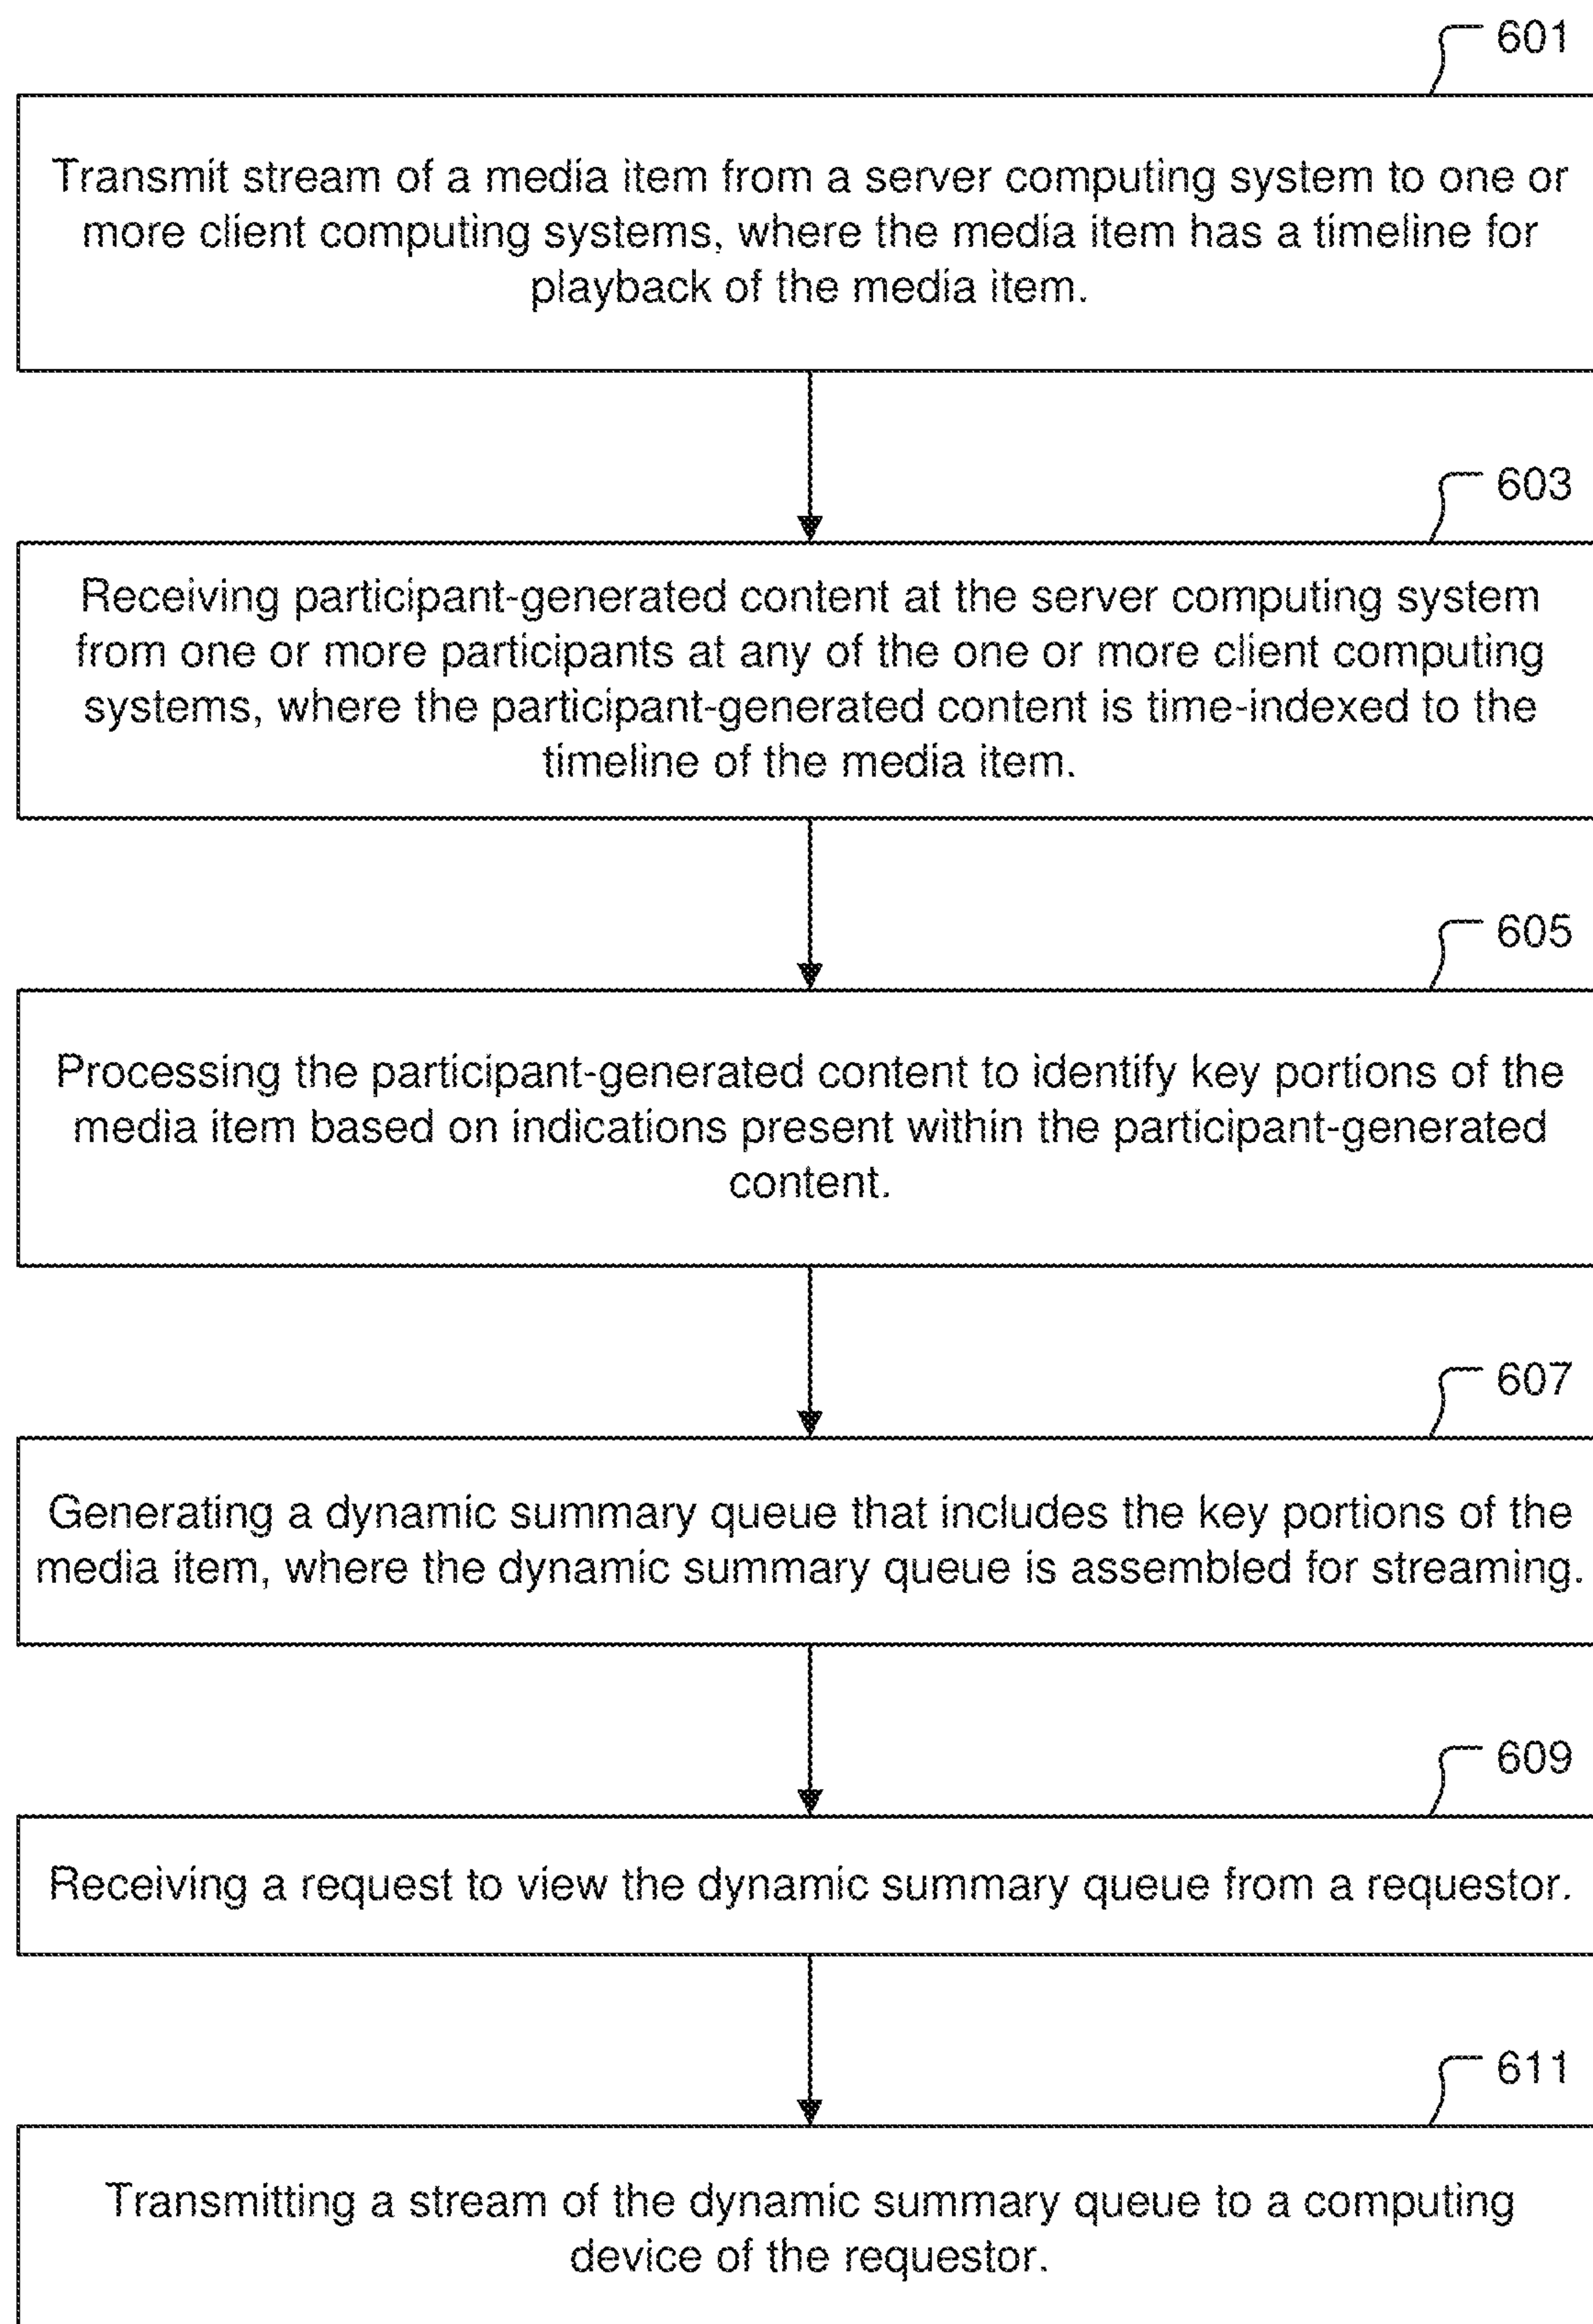 601
Transmit stream of a media item from a server computing system to one or
more client computing systems, where the media item has a timeline for
playback of the media item.
603
Receiving participant-generated content at the server computing system
from one or more participants at any of the one or more client computing
systems, where the participant-generated content is time-indexed to the
timeline of the media item.
605
Processing the participant-generated content to identify key portions of the
media item based on indications present within the participant-generated
content.
607
Generating a dynamic summary queue that includes the key portions of the
media item, where the dynamic summary queue is assembled for streaming.
609
Receiving a request to view the dynamic summary queue from a requestor.
611
Transmitting a stream of the dynamic summary queue to a computing
device of the requestor.